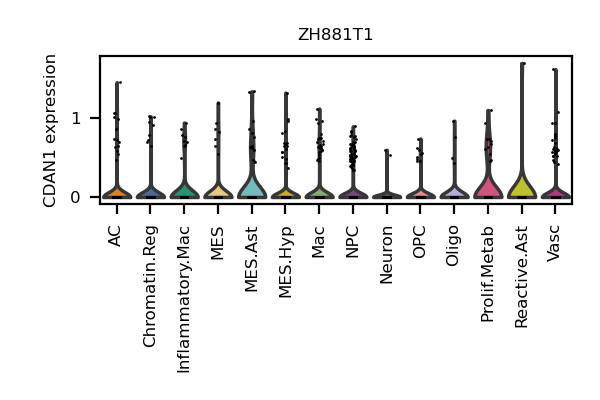 ZH881T1
CDAN1 expression
1
0
AC
Chromatin.Reg
Inflammatory.Mac
MES
MES.Ast
MES.Hyp
Mac
NPC
Neuron
OPC
Oligo
Prolif.Metab
Reactive.Ast
Vasc